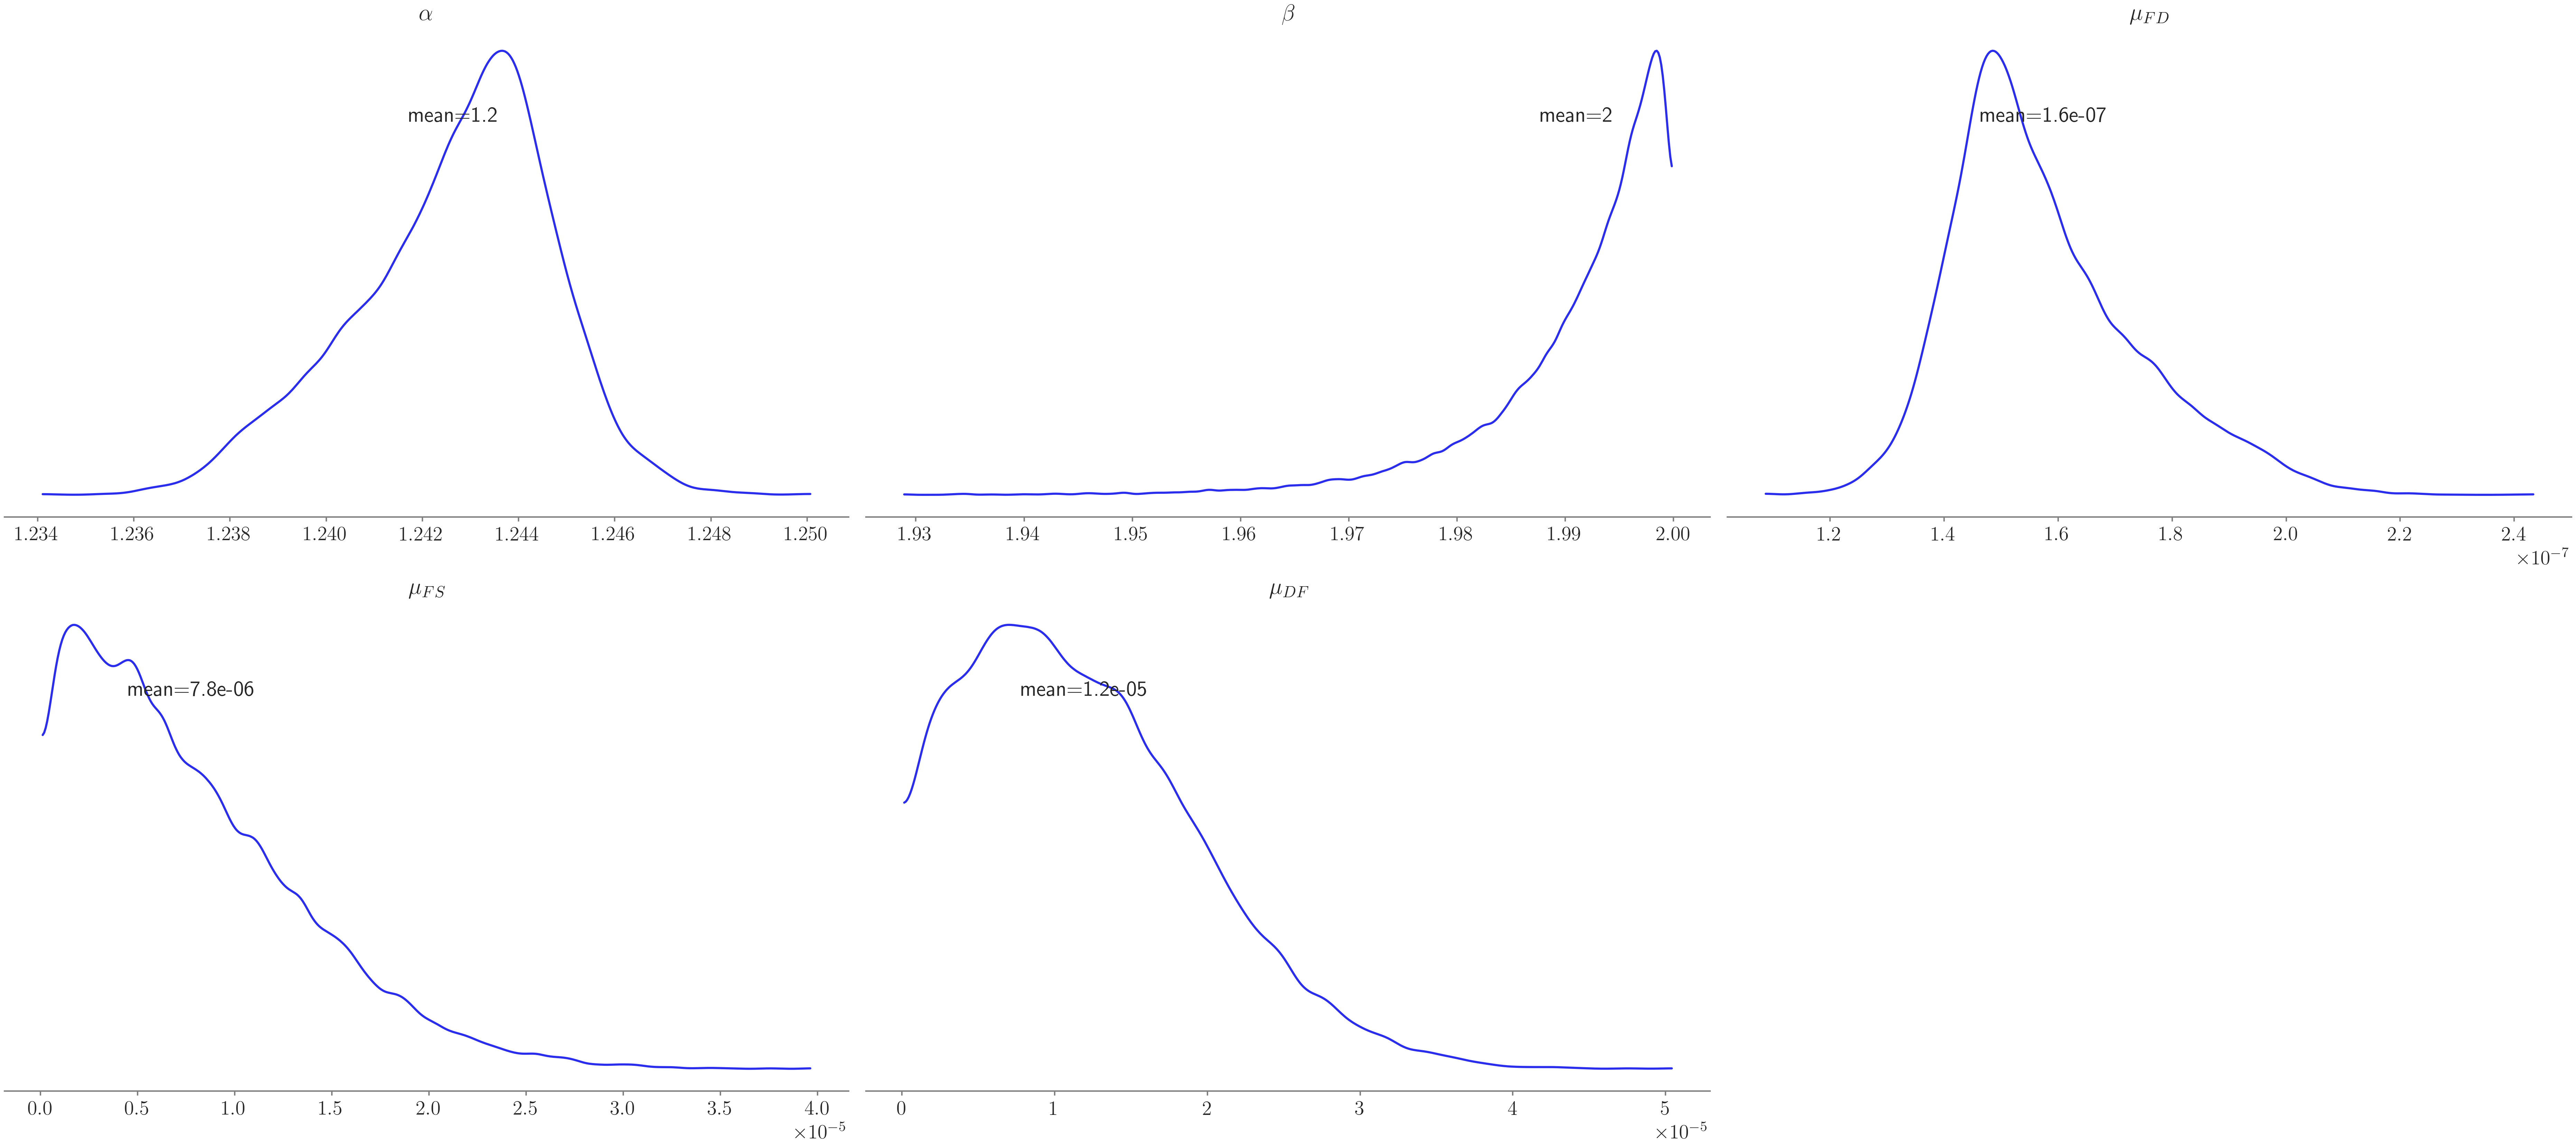 α
mean=1.2
1.234 1.236 1.238 1.240 1.242 1.244 1.246 1.248 1.250
β
mean=2
1.93 1.94 1.95 1.96 1.97 1.98 1.99 2.00
μFD
mean=1.6e-07
1.2 1.4 1.6 1.8 2.0 2.2 2.4
×10⁻⁷
μFS
mean=7.8e-06
0.0 0.5 1.0 1.5 2.0 2.5 3.0 3.5 4.0
×10⁻⁵
μDF
mean=1.2e-05
0 1 2 3 4 5
×10⁻⁵